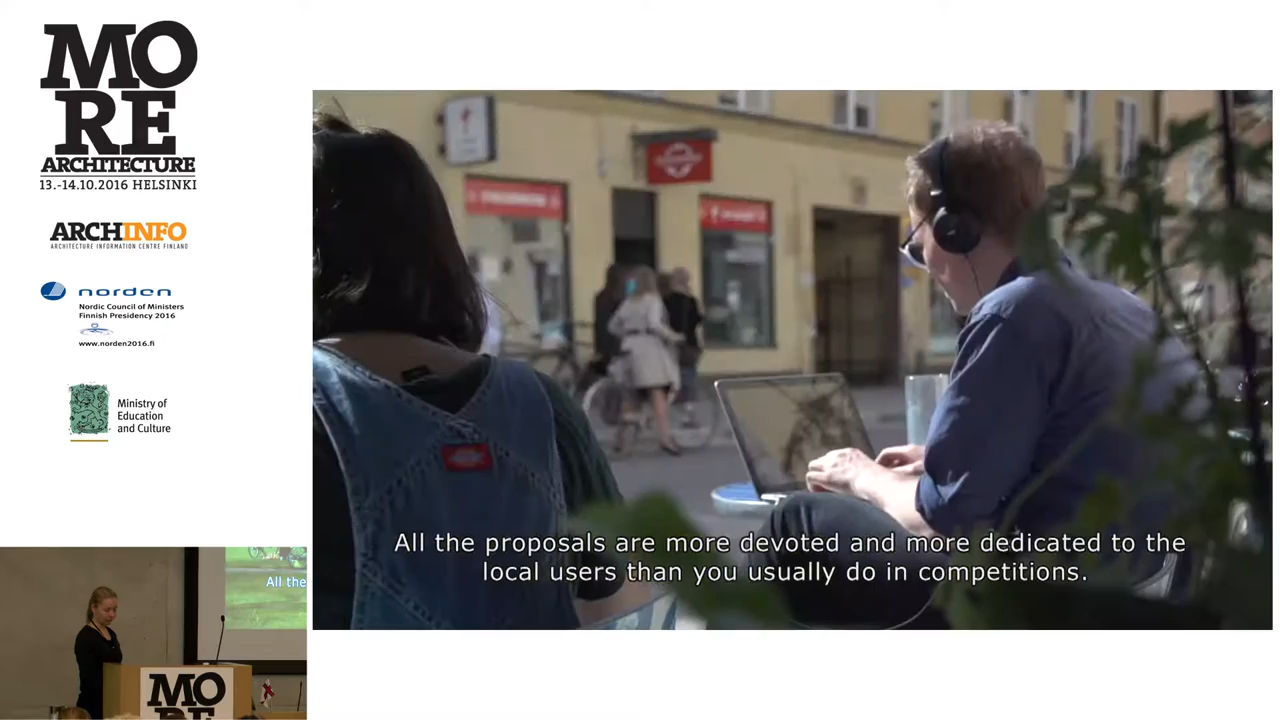 MO
RE
ARCHITECTURE
13.-14.10.2016 HELSINKI
ARCHINFO
ARCHITECTURE INFORMATION CENTRE FINLAND
norden
Nordic Council of Ministers
Finnish Presidency 2016
www.norden2016.fi
Ministry of
Education
and Culture
All the proposals are more devoted and more dedicated to the
local users than you usually do in competitions.
All the
MO
RE